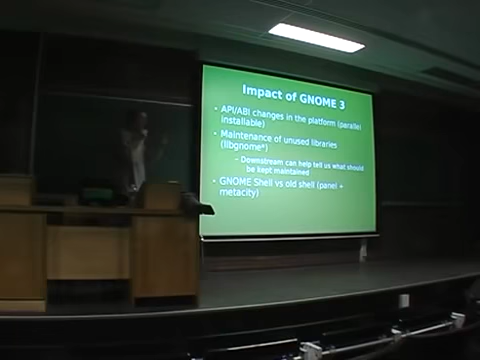 Impact of GNOME 3
- API/ABI changes in the platform (parallel
installable)
- Maintenance of unused libraries
(libgnome*)
- Downstream can help tell us what should
be kept maintained
- GNOME Shell vs old shell (panel +
metacity)